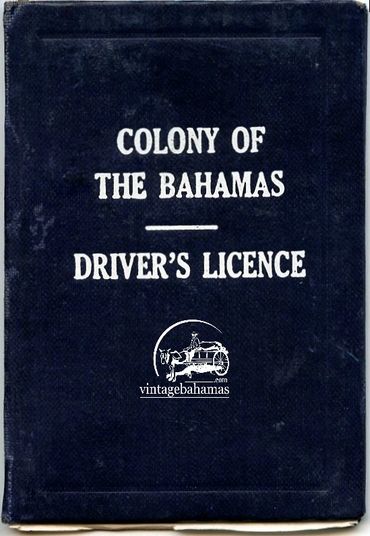 COLONY OF
THE BAHAMAS
DRIVER'S LICENCE
.com
vintagebahamas